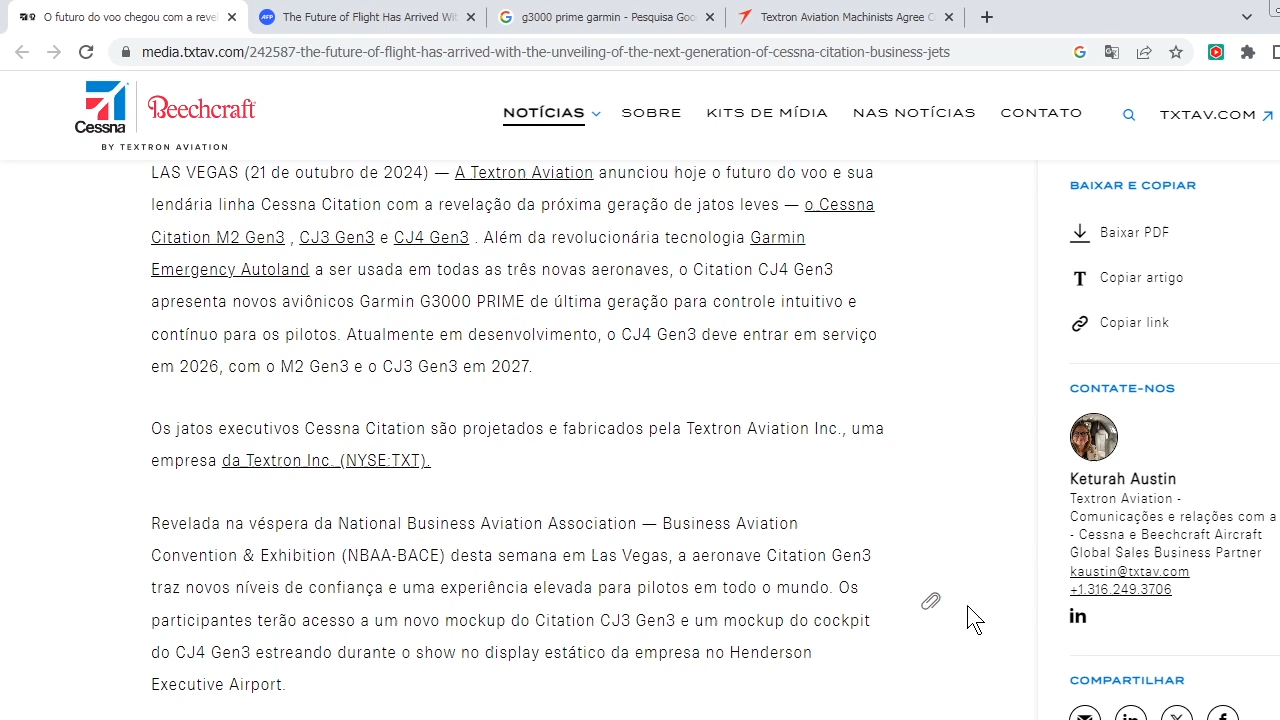 O futuro do voo chegou com a reve
The Future of Flight Has Arrived Wit
g3000 prime garmin - Pesquisa Goo
Textron Aviation Machinists Agree C
media.txtav.com/242587-the-future-of-flight-has-arrived-with-the-unveiling-of-the-next-generation-of-cessna-citation-business-jets
Cessna
Beechcraft
BY TEXTRON AVIATION
NOTÍCIAS
SOBRE
KITS DE MÍDIA
NAS NOTÍCIAS
CONTATO
TXTAV.COM
LAS VEGAS (21 de outubro de 2024) — A Textron Aviation anunciou hoje o futuro do voo e sua
lendária linha Cessna Citation com a revelação da próxima geração de jatos leves — o Cessna
Citation M2 Gen3 , CJ3 Gen3 e CJ4 Gen3 . Além da revolucionária tecnologia Garmin
Emergency Autoland a ser usada em todas as três novas aeronaves, o Citation CJ4 Gen3
apresenta novos aviônicos Garmin G3000 PRIME de última geração para controle intuitivo e
contínuo para os pilotos. Atualmente em desenvolvimento, o CJ4 Gen3 deve entrar em serviço
em 2026, com o M2 Gen3 e o CJ3 Gen3 em 2027.
Os jatos executivos Cessna Citation são projetados e fabricados pela Textron Aviation Inc., uma
empresa da Textron Inc. (NYSE:TXT).
Revelada na véspera da National Business Aviation Association — Business Aviation
Convention & Exhibition (NBAA-BACE) desta semana em Las Vegas, a aeronave Citation Gen3
traz novos níveis de confiança e uma experiência elevada para pilotos em todo o mundo. Os
participantes terão acesso a um novo mockup do Citation CJ3 Gen3 e um mockup do cockpit
do CJ4 Gen3 estreando durante o show no display estático da empresa no Henderson
Executive Airport.
BAIXAR E COPIAR
Baixar PDF
Copiar artigo
Copiar link
CONTATE-NOS
Keturah Austin
Textron Aviation -
Comunicações e relações com a
- Cessna e Beechcraft Aircraft
Global Sales Business Partner
kaustin@txtav.com
+1.316.249.3706
COMPARTILHAR